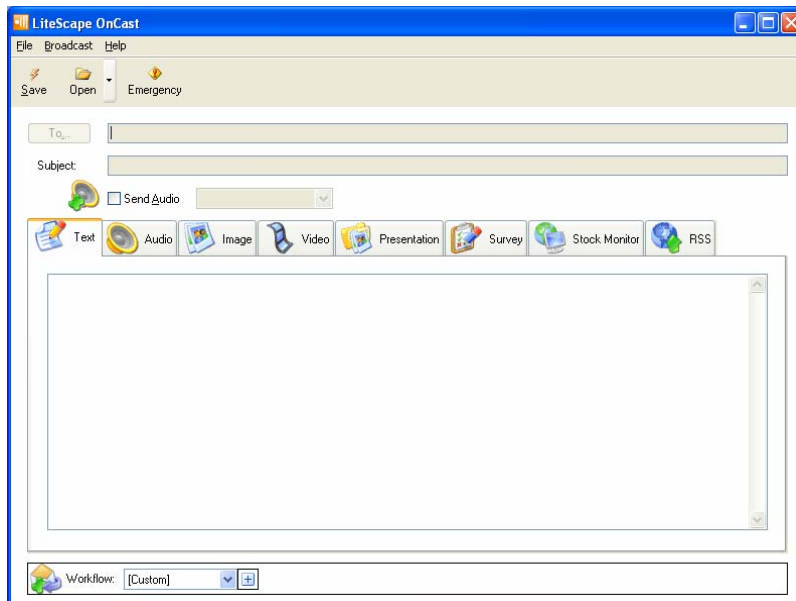 LiteScape OnCast
File Broadcast Help
Save Open Emergency
To...
Subject:
Send Audio
Text Audio Image Video Presentation Survey Stock Monitor RSS
Workflow: [Custom]